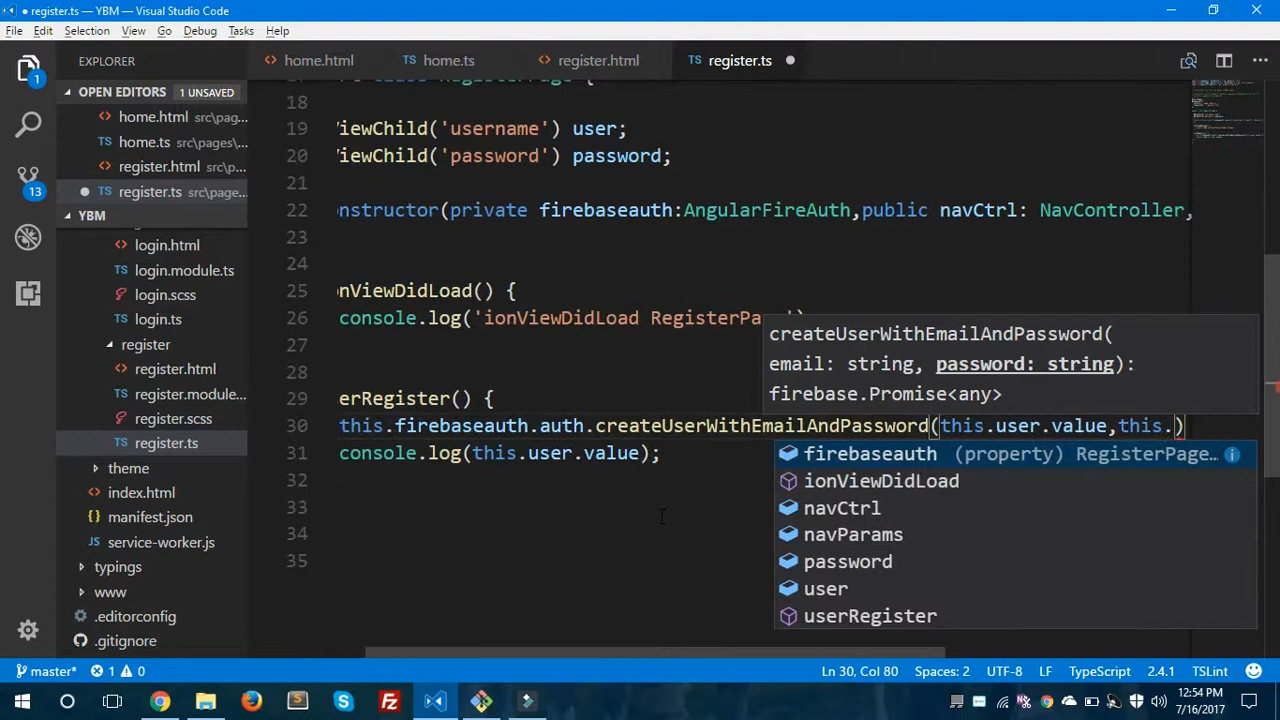 register.ts — YBM — Visual Studio Code
File Edit Selection View Go Debug Tasks Help
EXPLORER
home.html
home.ts
register.html
register.ts
OPEN EDITORS 1 UNSAVED
home.html src\pag...
home.ts src\pages\...
register.html src\p...
register.ts src\page...
YBM
login.html
login.module.ts
login.scss
login.ts
register
register.html
register.module...
register.scss
register.ts
theme
index.html
manifest.json
service-worker.js
typings
www
.editorconfig
.gitignore
1
13
18
19 'iewChild('username') user;
20 'iewChild('password') password;
21
22 onstructor(private firebaseauth:AngularFireAuth,public navCtrl: NavController,
23
24
25 onViewDidLoad() {
26 console.log('ionViewDidLoad RegisterPa
27
28
29 erRegister() {
30 this.firebaseauth.auth.createUserWithEmailAndPassword(this.user.value,this.)
31 console.log(this.user.value);
32
33
34
35
createUserWithEmailAndPassword(
email: string, password: string):
firebase.Promise<any>
firebaseauth (property) RegisterPage...
ionViewDidLoad
navCtrl
navParams
password
user
userRegister
master* 1 0 Ln 30, Col 80 Spaces: 2 UTF-8 LF TypeScript 2.4.1 TSLint
12:54 PM
7/16/2017